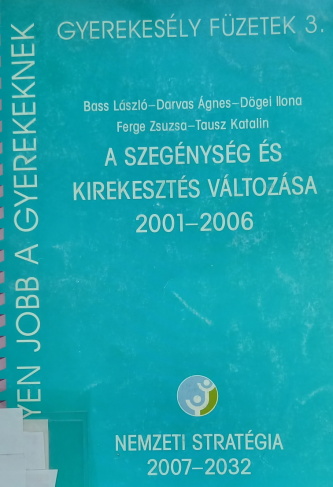 GYEREKESÉLY FÜZETEK 3.
Bass László–Darvas Ágnes–Dögei Ilona
Ferge Zsuzsa–Tausz Katalin
A SZEGÉNYSÉG ÉS
KIREKESZTÉS VÁLTOZÁSA
2001–2006
NEMZETI STRATÉGIA
2007–2032
JOBB A GYEREKEKNEK